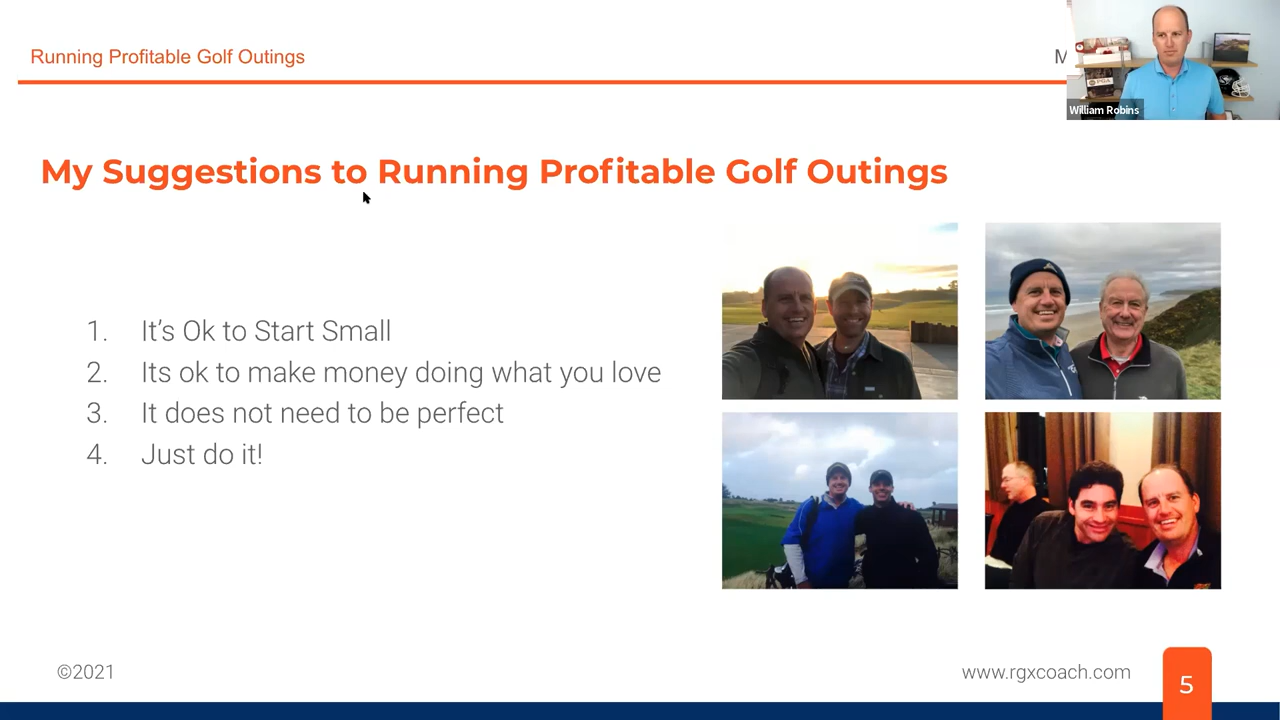 Running Profitable Golf Outings
M
William Robins
PGA
My Suggestions to Running Profitable Golf Outings
1. It's Ok to Start Small
2. Its ok to make money doing what you love
3. It does not need to be perfect
4. Just do it!
©2021
www.rgxcoach.com
5